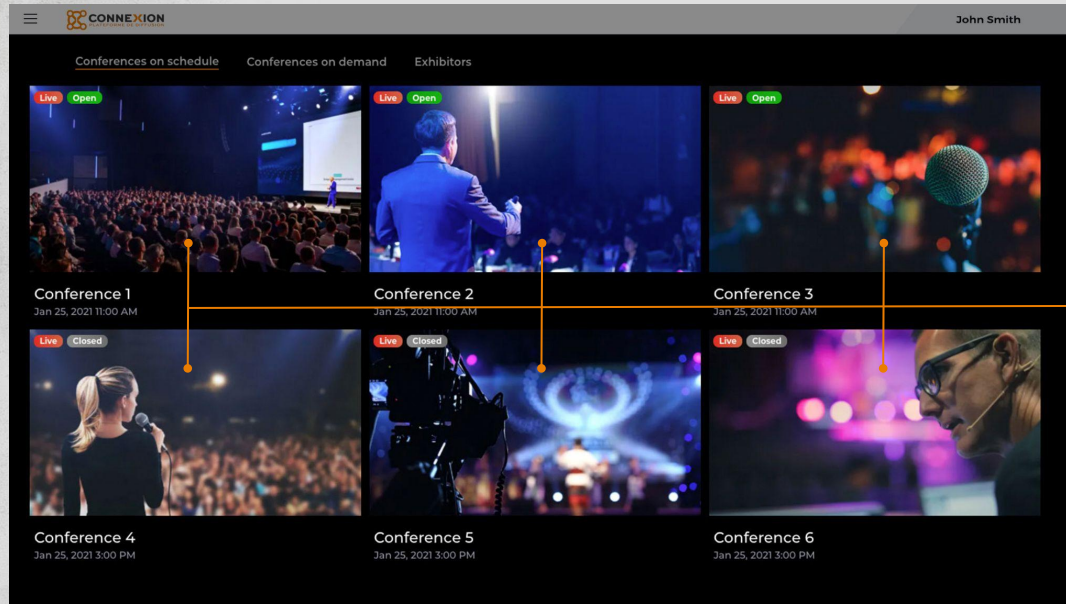 CONNEXION
PLATEFORME DE DIFFUSION
John Smith
Conferences on schedule
Conferences on demand
Exhibitors
Live
Open
Live
Open
Live
Open
Conference 1
Jan 25, 2021 11:00 AM
Conference 2
Jan 25, 2021 11:00 AM
Conference 3
Jan 25, 2021 11:00 AM
Live
Closed
Live
Closed
Live
Closed
Conference 4
Jan 25, 2021 3:00 PM
Conference 5
Jan 25, 2021 3:00 PM
Conference 6
Jan 25, 2021 3:00 PM